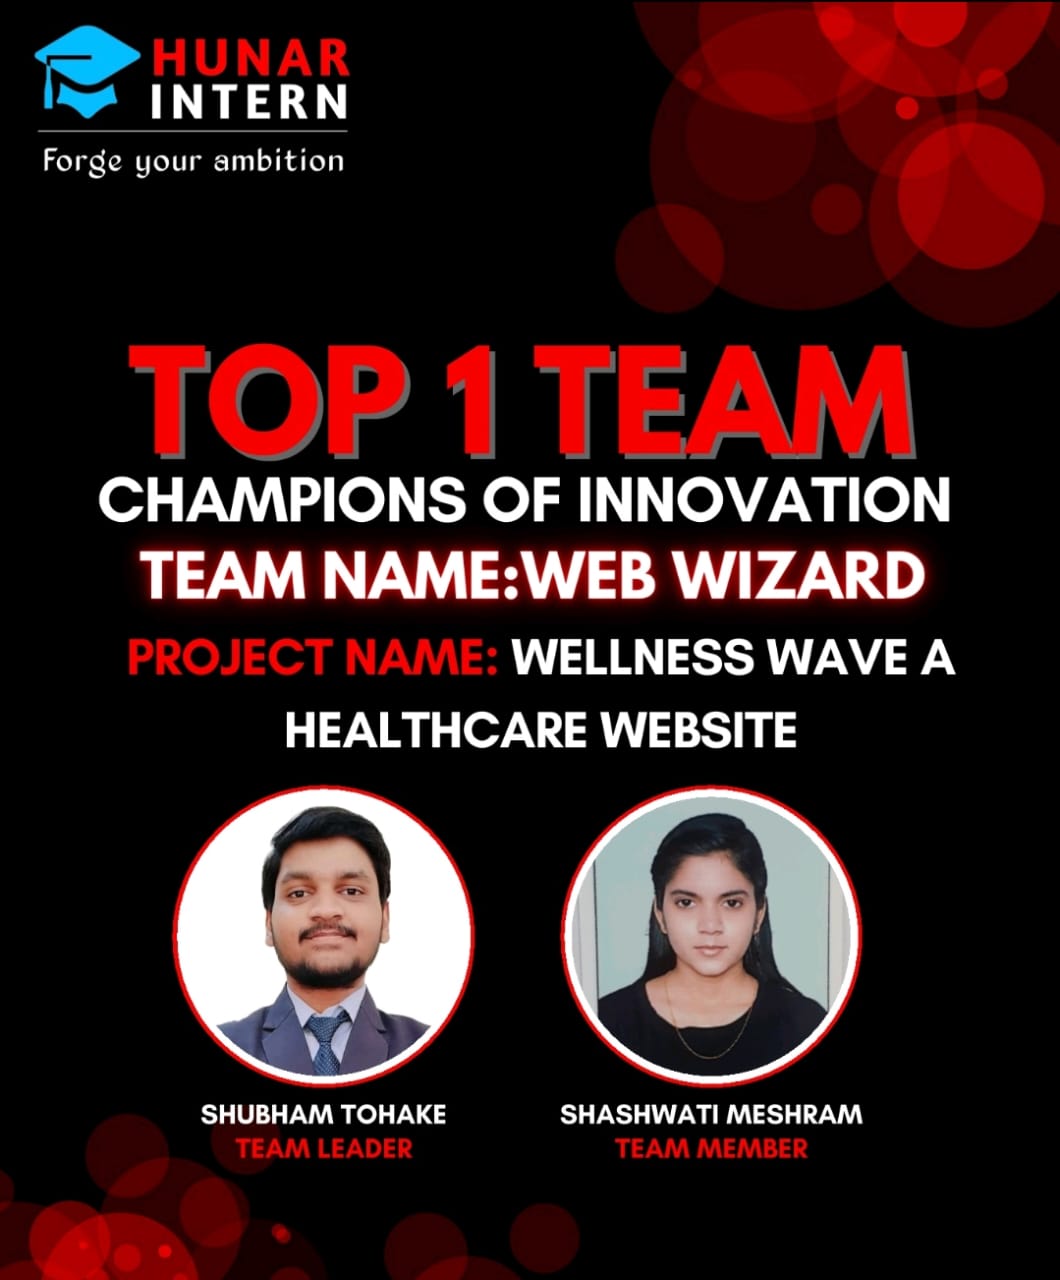 HUNAR
INTERN
Forge your ambition
TOP 1 TEAM
CHAMPIONS OF INNOVATION
TEAM NAME:WEB WIZARD
PROJECT NAME: WELLNESS WAVE A
HEALTHCARE WEBSITE
SHUBHAM TOHAKE
TEAM LEADER
SHASHWATI MESHRAM
TEAM MEMBER